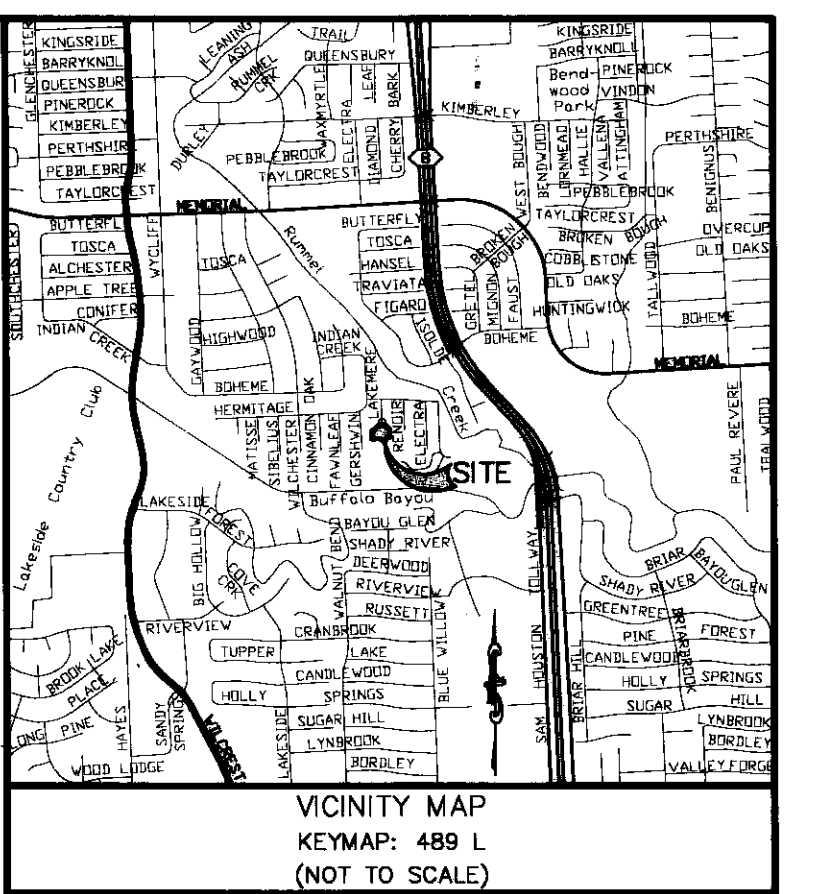 GLENCHESTER
KINGSRIDE
BARRYKNOL
QUEENSBUR
PINEROCK
KIMBERLEY
PERTHSHIRE
PEBBLEBROOK
TAYLORCREST
LEANING
ASH
RUMMEL
CRK
DURLEY
TRAIL
QUEENSBURY
WAXMYRTLE
ELECTRA
DIAMOND
LEAF
CHERRY
BARK
PEBBLEBROOK
TAYLORCREST
8
KIMBERLEY
KINGSRIDE
BARRYKNOLL
Bend-
wood
Park
PINEROCK
VINDON
WEST BOUGH
BENDWOOD
CORNMEAD
HALLIE
VALLENA
ATTINGHAM
PERTHSHIRE
BENIGNUS
PEBBLEBROOK
TAYLORCREST
BROKEN BOUGH
COBBLESTONE
OLD OAKS
HUNTINGWICK
TALLWOOD
OVERCUP
OLD OAKS
BOHEME
MEMORIAL
SOUTHCHESTER
BUTTERFLY
TOSCA
ALCHESTER
APPLE TREE
CONIFER
INDIAN
CREEK
WYCLIFF
MEMORIAL
TOSCA
GAYWOOD
HIGHWOOD
INDIAN
CREEK
BOHEME
HERMITAGE
Rummel
Creek
BUTTERFLY
TOSCA
HANSEL
TRAVIATA
FIGARO
ISOLDE
BROKEN
BOUGH
GRETEL
MIGNON
FAUST
BOHEME
MEMORIAL
LAKEMERE
RENOIR
ELECTRA
MATISSE
SIBELIUS
WILCHESTER
CINNAMON OAK
FAWNLEAF
GERSHWIN
SITE
PAUL REVERE
TRALWOOD
Lakeside Country Club
LAKESIDE
FOREST
Buffalo Bayou
BAYOU GLEN
SHADY RIVER
DEERWOOD
RIVERVIEW
RUSSETT
BIG HOLLOW
COVE
CRK
WALNUT BEND
RIVERVIEW
CRANBROOK
TUPPER LAKE
CANDLEWOOD
HOLLY SPRINGS
SUGAR HILL
LYNBROOK
BORDLEY
BLUE WILLOW
SAM HOUSTON TOLLWAY
BRIAR HIL
BRIAR
BAYOU GLEN
SHADY RIVER
GREENTREE
BRIARBROOK
PINE FOREST
CANDLEWOOD
HOLLY SPRINGS
SUGAR HILL
LYNBROOK
BORDLEY
VALLEY FORGE
BROOK LAKE
PLACE
LONG PINE
HAYES
WOOD LODGE
SANDY
SPRINGS
WILCREST
LAKESIDE
VICINITY MAP
KEYMAP: 489 L
(NOT TO SCALE)